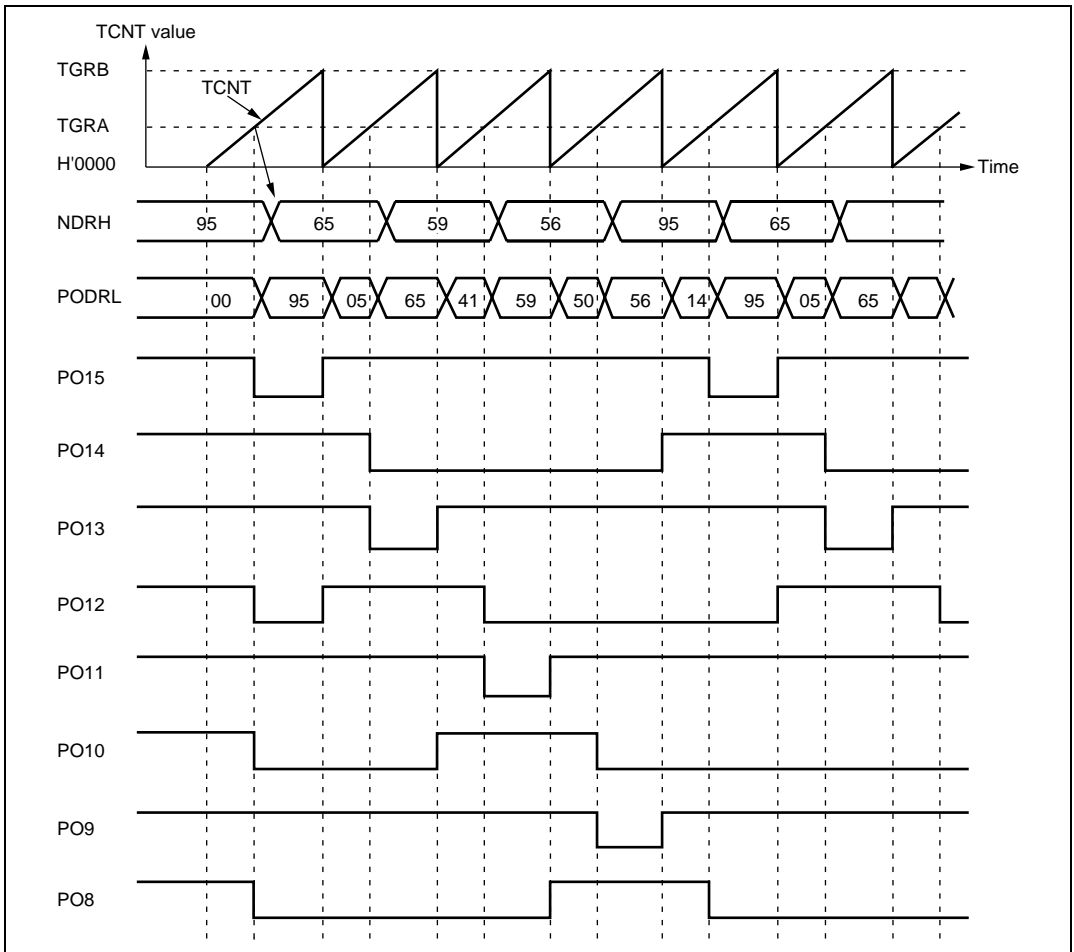 TCNT value
TGRB
TCNT
TGRA
H'0000
Time
NDRH 95 65 59 56 95 65
PODRL 00 95 05 65 41 59 50 56 14 95 05 65
PO15
PO14
PO13
PO12
PO11
PO10
PO9
PO8